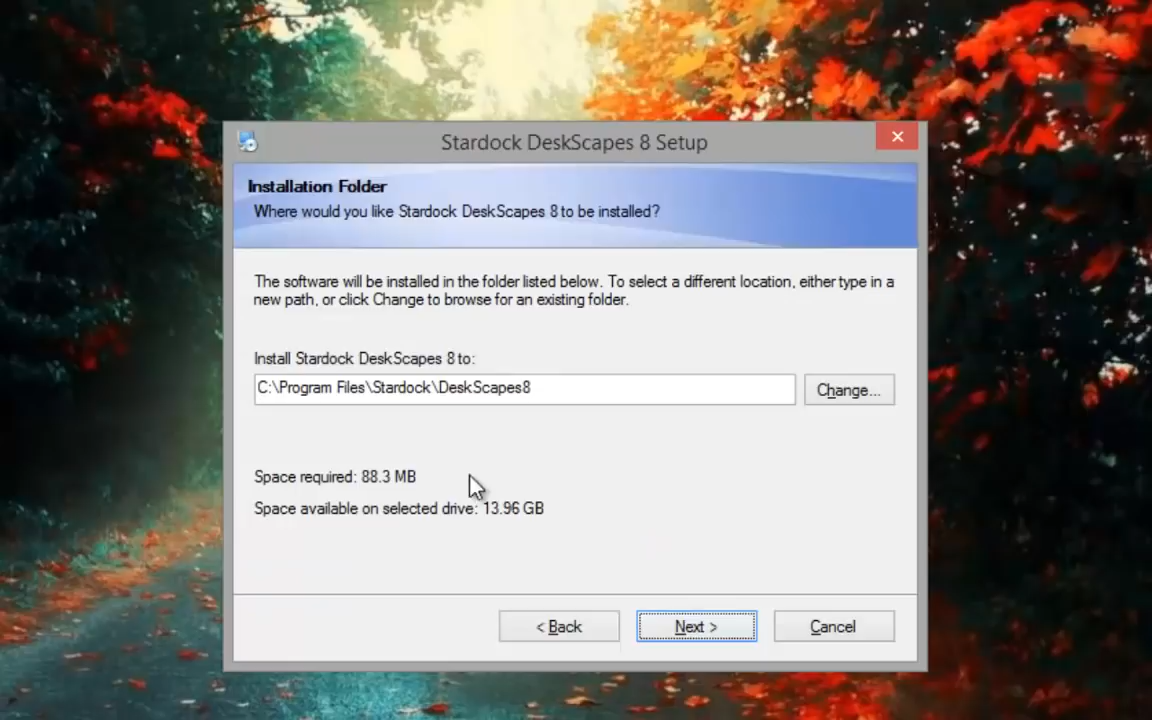 Stardock DeskScapes 8 Setup
Installation Folder
Where would you like Stardock DeskScapes 8 to be installed?
The software will be installed in the folder listed below. To select a different location, either type in a
new path, or click Change to browse for an existing folder.
Install Stardock DeskScapes 8 to:
C:\Program Files\Stardock\DeskScapes8
Change...
Space required: 88.3 MB
Space available on selected drive: 13.96 GB
< Back
Next >
Cancel